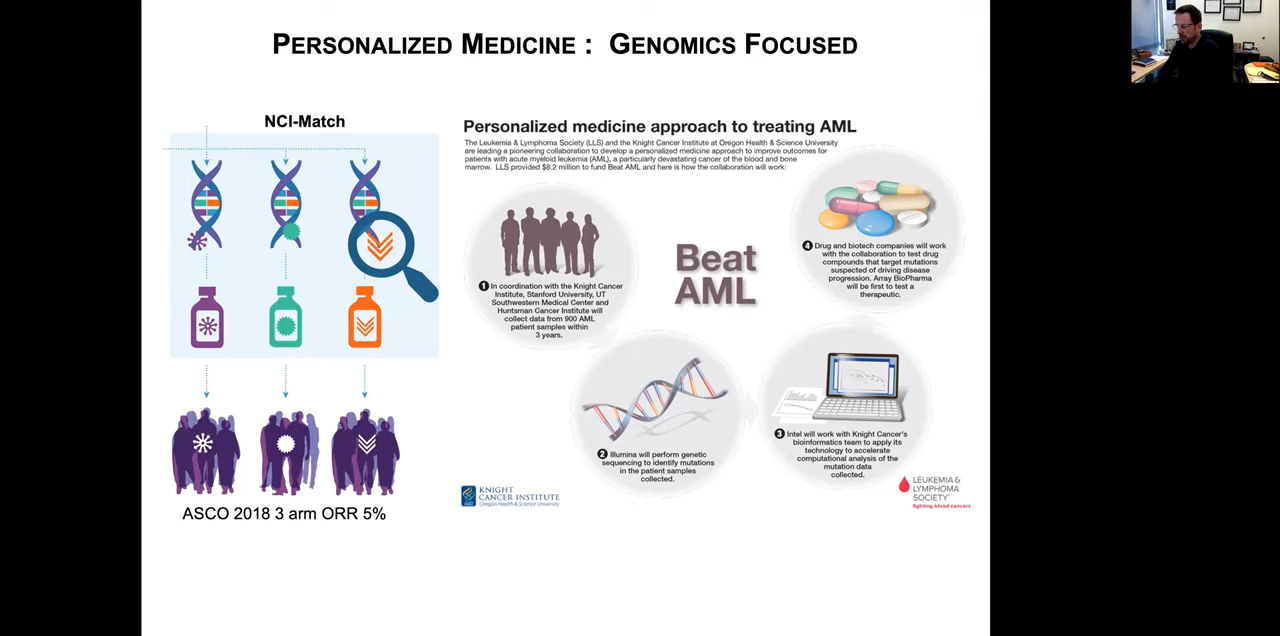 PERSONALIZED MEDICINE : GENOMICS FOCUSED
NCI-Match
ASCO 2018 3 arm ORR 5%
Personalized medicine approach to treating AML
The Leukemia & Lymphoma Society (LLS) and the Knight Cancer Institute at Oregon Health & Science University
are leading a pioneering collaboration to develop a personalized medicine approach to improve outcomes for
patients with acute myeloid leukemia (AML), a particularly devastating cancer of the blood and bone
marrow. LLS provided $8.2 million to fund Beat AML and here is how the collaboration will work:
Beat
AML
1 In coordination with the Knight Cancer
Institute, Stanford University, UT
Southwestern Medical Center and
Huntsman Cancer Institute will
collect data from 900 AML
patient samples within
3 years.
2 Illumina will perform genetic
sequencing to identify mutations
in the patient samples
collected.
3 Intel will work with Knight Cancer's
bioinformatics team to apply its
technology to accelerate
computational analysis of the
mutation data
collected.
4 Drug and biotech companies will work
with the collaboration to test drug
compounds that target mutations
suspected of driving disease
progression. Array BioPharma
will be first to test a
therapeutic.
KNIGHT
CANCER INSTITUTE
Oregon Health & Science University
LEUKEMIA &
LYMPHOMA
SOCIETY
fighting blood cancers